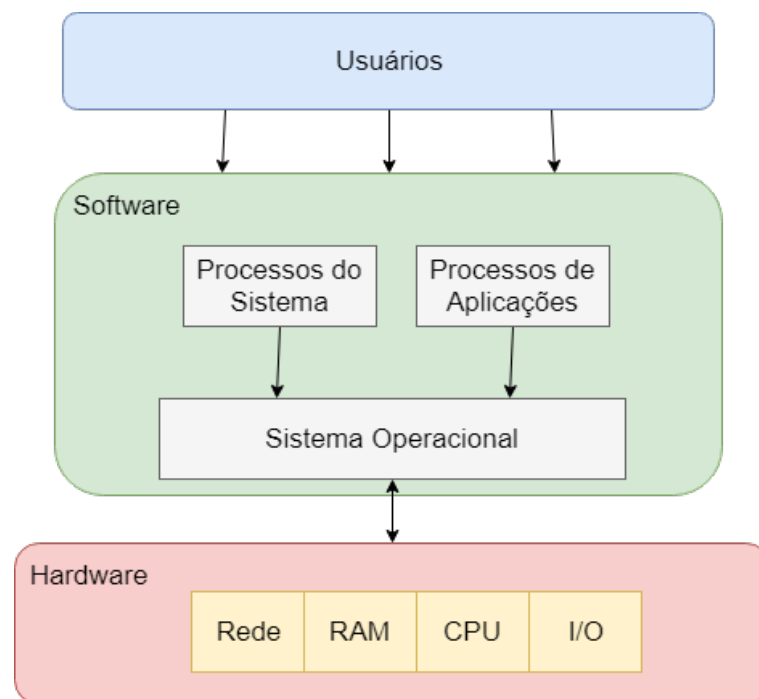 Usuários
Software
Processos do
Sistema
Processos de
Aplicações
Sistema Operacional
Hardware
Rede
RAM
CPU
I/O